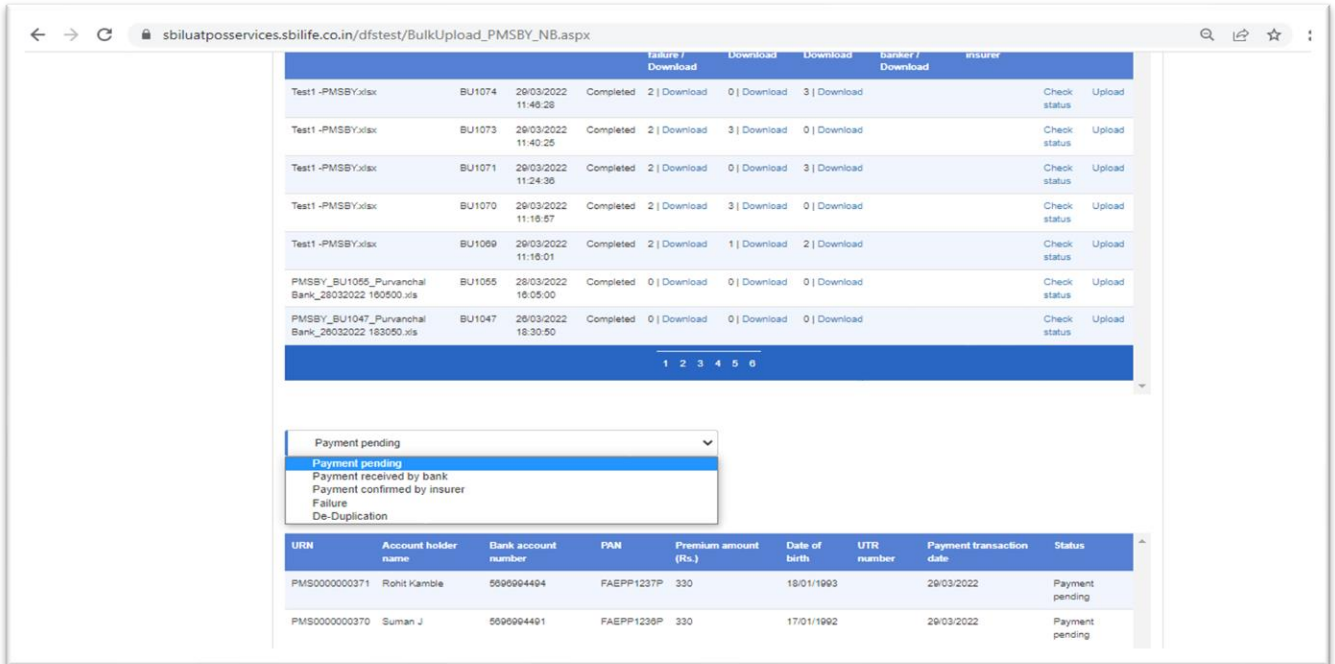 sbiluatposservices.sbilife.co.in/dfstest/BulkUpload_PMSBY_NB.aspx
failure / Download Download banker / insurer
Download Download
Test1 -PMSBY.xlsx BU1074 29/03/2022 Completed 2 | Download 0 | Download 3 | Download Check Upload
11:46:28 status
Test1 -PMSBY.xlsx BU1073 29/03/2022 Completed 2 | Download 3 | Download 0 | Download Check Upload
11:40:25 status
Test1 -PMSBY.xlsx BU1071 29/03/2022 Completed 2 | Download 0 | Download 3 | Download Check Upload
11:24:36 status
Test1 -PMSBY.xlsx BU1070 29/03/2022 Completed 2 | Download 3 | Download 0 | Download Check Upload
11:16:57 status
Test1 -PMSBY.xlsx BU1069 29/03/2022 Completed 2 | Download 1 | Download 2 | Download Check Upload
11:16:01 status
PMSBY_BU1055_Purvanchal BU1055 28/03/2022 Completed 0 | Download 0 | Download 0 | Download Check Upload
Bank_28032022 160500.xls 16:05:00 status
PMSBY_BU1047_Purvanchal BU1047 26/03/2022 Completed 0 | Download 0 | Download 0 | Download Check Upload
Bank_26032022 183050.xls 18:30:50 status
1 2 3 4 5 6
Payment pending
Payment pending
Payment received by bank
Payment confirmed by insurer
Failure
De-Duplication
URN Account holder Bank account PAN Premium amount Date of UTR Payment transaction Status
name number (Rs.) birth number date
PMS0000000371 Rohit Kamble 5696994494 FAEPP1237P 330 18/01/1993 29/03/2022 Payment
pending
PMS0000000370 Suman J 5696994491 FAEPP1236P 330 17/01/1992 29/03/2022 Payment
pending